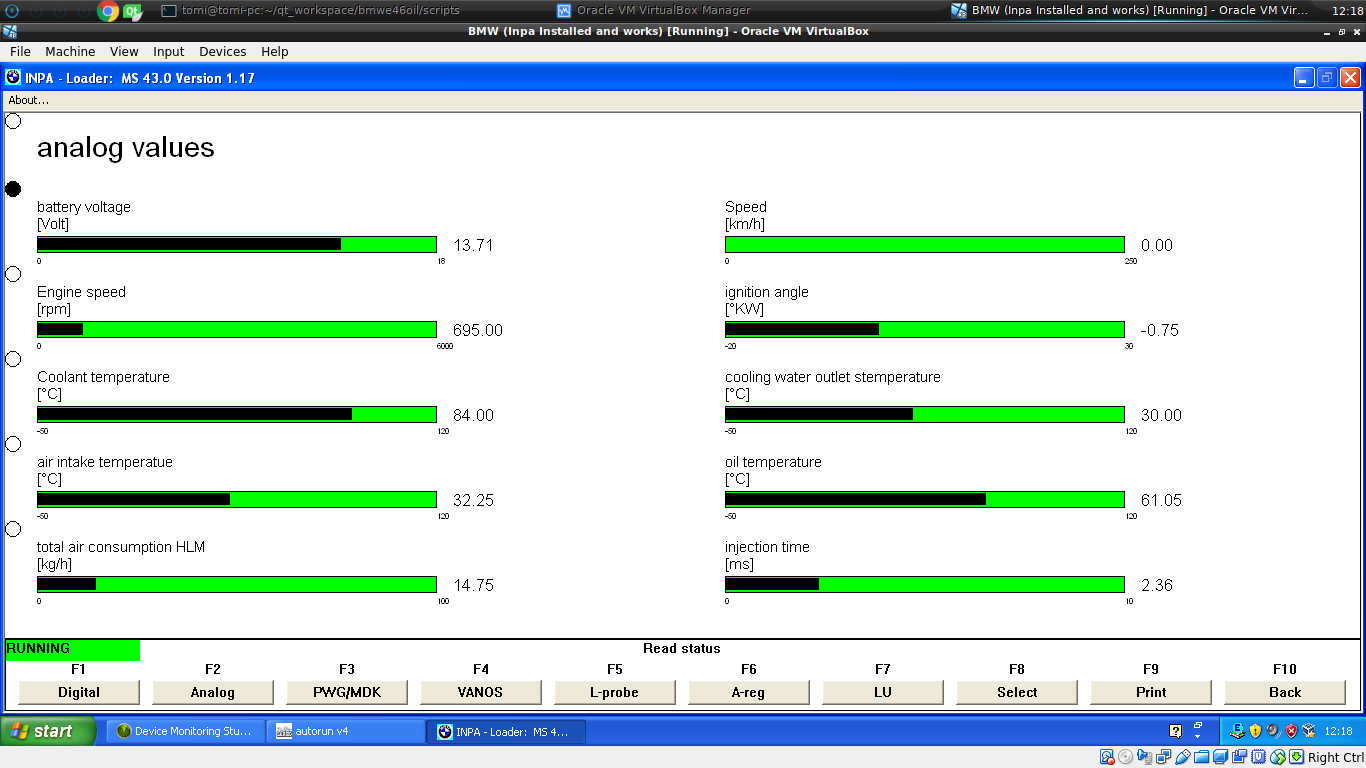 tomi@tomi-pc:~/qt_workspace/bmwe46oil/scripts
Oracle VM VirtualBox Manager
BMW (Inpa Installed and works) [Running] - Oracle VM Vir...
12:18
BMW (Inpa Installed and works) [Running] - Oracle VM VirtualBox
File Machine View Input Devices Help
INPA - Loader: MS 43.0 Version 1.17
About...
analog values
battery voltage
[Volt]
13.71
0 18
Speed
[km/h]
0.00
0 250
Engine speed
[rpm]
695.00
0 6000
ignition angle
[°KW]
-0.75
-20 30
Coolant temperature
[°C]
84.00
-50 120
cooling water outlet stemperature
[°C]
30.00
-50 120
air intake temperatue
[°C]
32.25
-50 120
oil temperature
[°C]
61.05
-50 120
total air consumption HLM
[kg/h]
14.75
0 100
injection time
[ms]
2.36
0 10
RUNNING
Read status
F1 F2 F3 F4 F5 F6 F7 F8 F9 F10
Digital Analog PWG/MDK VANOS L-probe A-reg LU Select Print Back
start
Device Monitoring Stu...
autorun v4
INPA - Loader: MS 4...
12:18
Right Ctrl